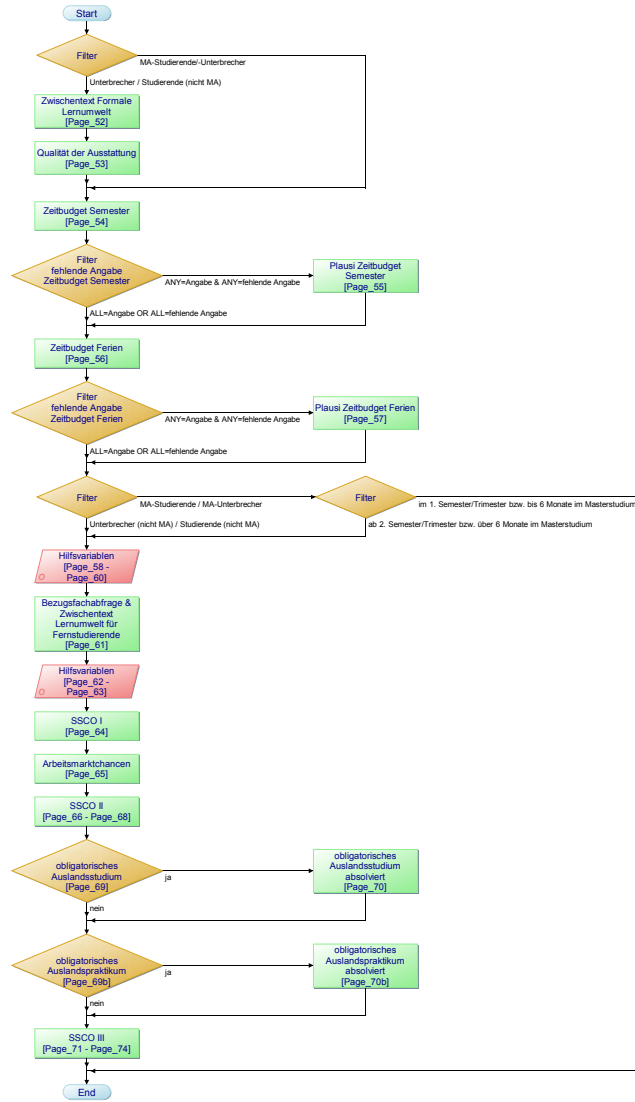 Start
Filter
MA-Studierende/-Unterbrecher
Unterbrecher / Studierende (nicht MA)
Zwischentext Formale
Lernumwelt
[Page_52]
Qualität der Ausstattung
[Page_53]
Zeitbudget Semester
[Page_54]
Filter
fehlende Angabe
Zeitbudget Semester
ANY=Angabe & ANY=fehlende Angabe
Plausi Zeitbudget
Semester
[Page_55]
ALL=Angabe OR ALL=fehlende Angabe
Zeitbudget Ferien
[Page_56]
Filter
fehlende Angabe
Zeitbudget Ferien
ANY=Angabe & ANY=fehlende Angabe
Plausi Zeitbudget Ferien
[Page_57]
ALL=Angabe OR ALL=fehlende Angabe
Filter
MA-Studierende / MA-Unterbrecher
Filter
im 1. Semester/Trimester bzw. bis 6 Monate im Masterstudium
Unterbrecher (nicht MA) / Studierende (nicht MA)
ab 2. Semester/Trimester bzw. über 6 Monate im Masterstudium
Hilfsvariablen
[Page_58 -
Page_60]
Bezugsfachabfrage &
Zwischentext
Lernumwelt für
Fernstudierende
[Page_61]
Hilfsvariablen
[Page_62 -
Page_63]
SSCO I
[Page_64]
Arbeitsmarktchancen
[Page_65]
SSCO II
[Page_66 - Page_68]
obligatorisches
Auslandsstudium
[Page_69]
ja
obligatorisches
Auslandsstudium
absolviert
[Page_70]
nein
obligatorisches
Auslandspraktikum
[Page_69b]
ja
obligatorisches
Auslandspraktikum
absolviert
[Page_70b]
nein
SSCO III
[Page_71 - Page_74]
End